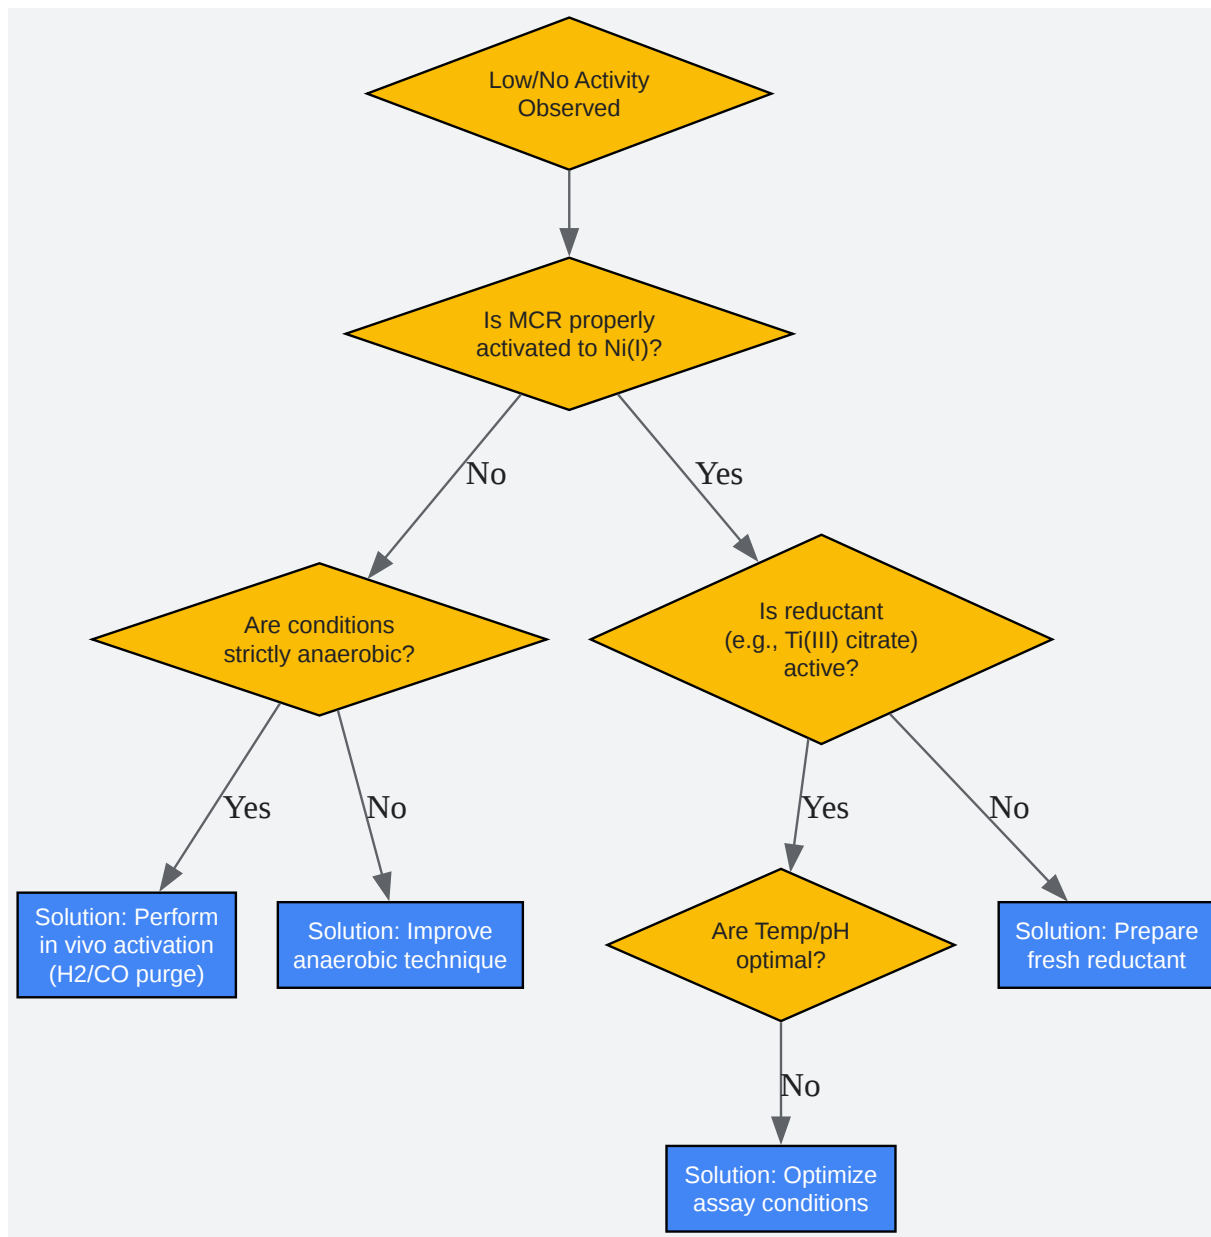 Low/No Activity
Observed
Is MCR properly
activated to Ni(I)?
No
Yes
Are conditions
strictly anaerobic?
Is reductant
(e.g., Ti(III) citrate)
active?
Yes
No
Yes
No
Solution: Perform
in vivo activation
(H2/CO purge)
Solution: Improve
anaerobic technique
Are Temp/pH
optimal?
Solution: Prepare
fresh reductant
No
Solution: Optimize
assay conditions